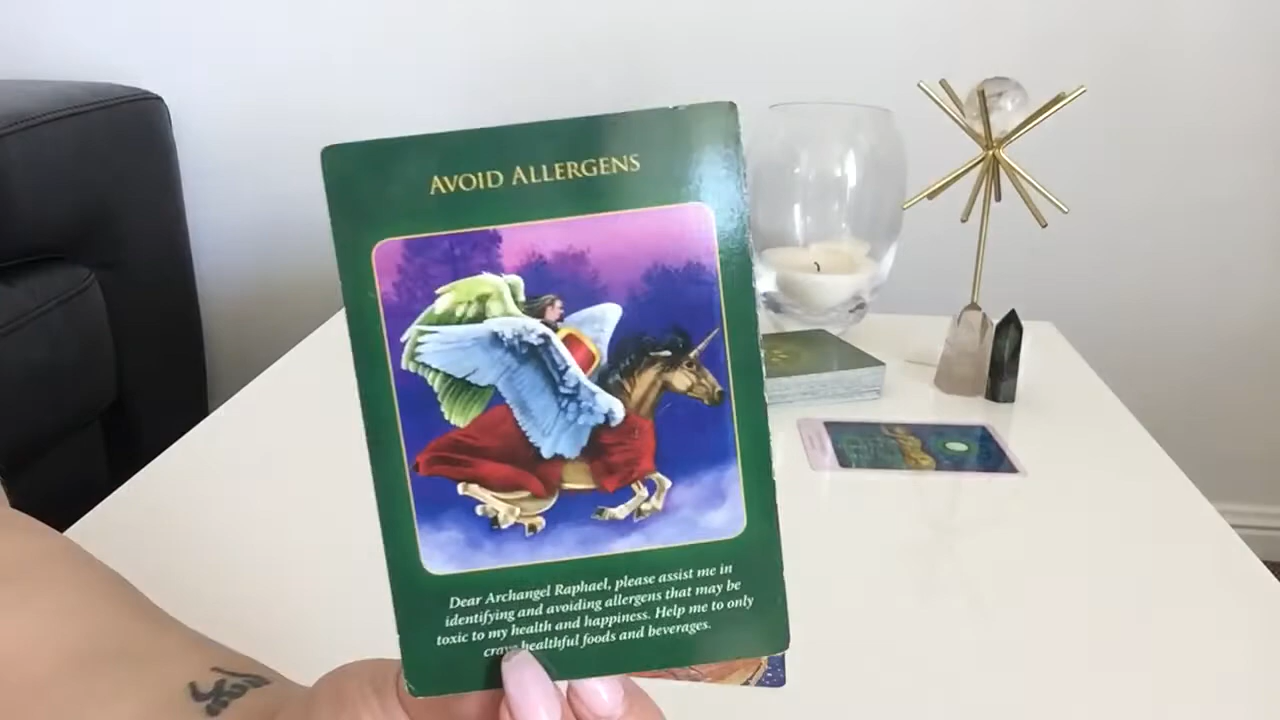 AVOID ALLERGENS
Dear Archangel Raphael, please assist me in
identifying and avoiding allergens that may be
toxic to my health and happiness. Help me to only
crave healthful foods and beverages.